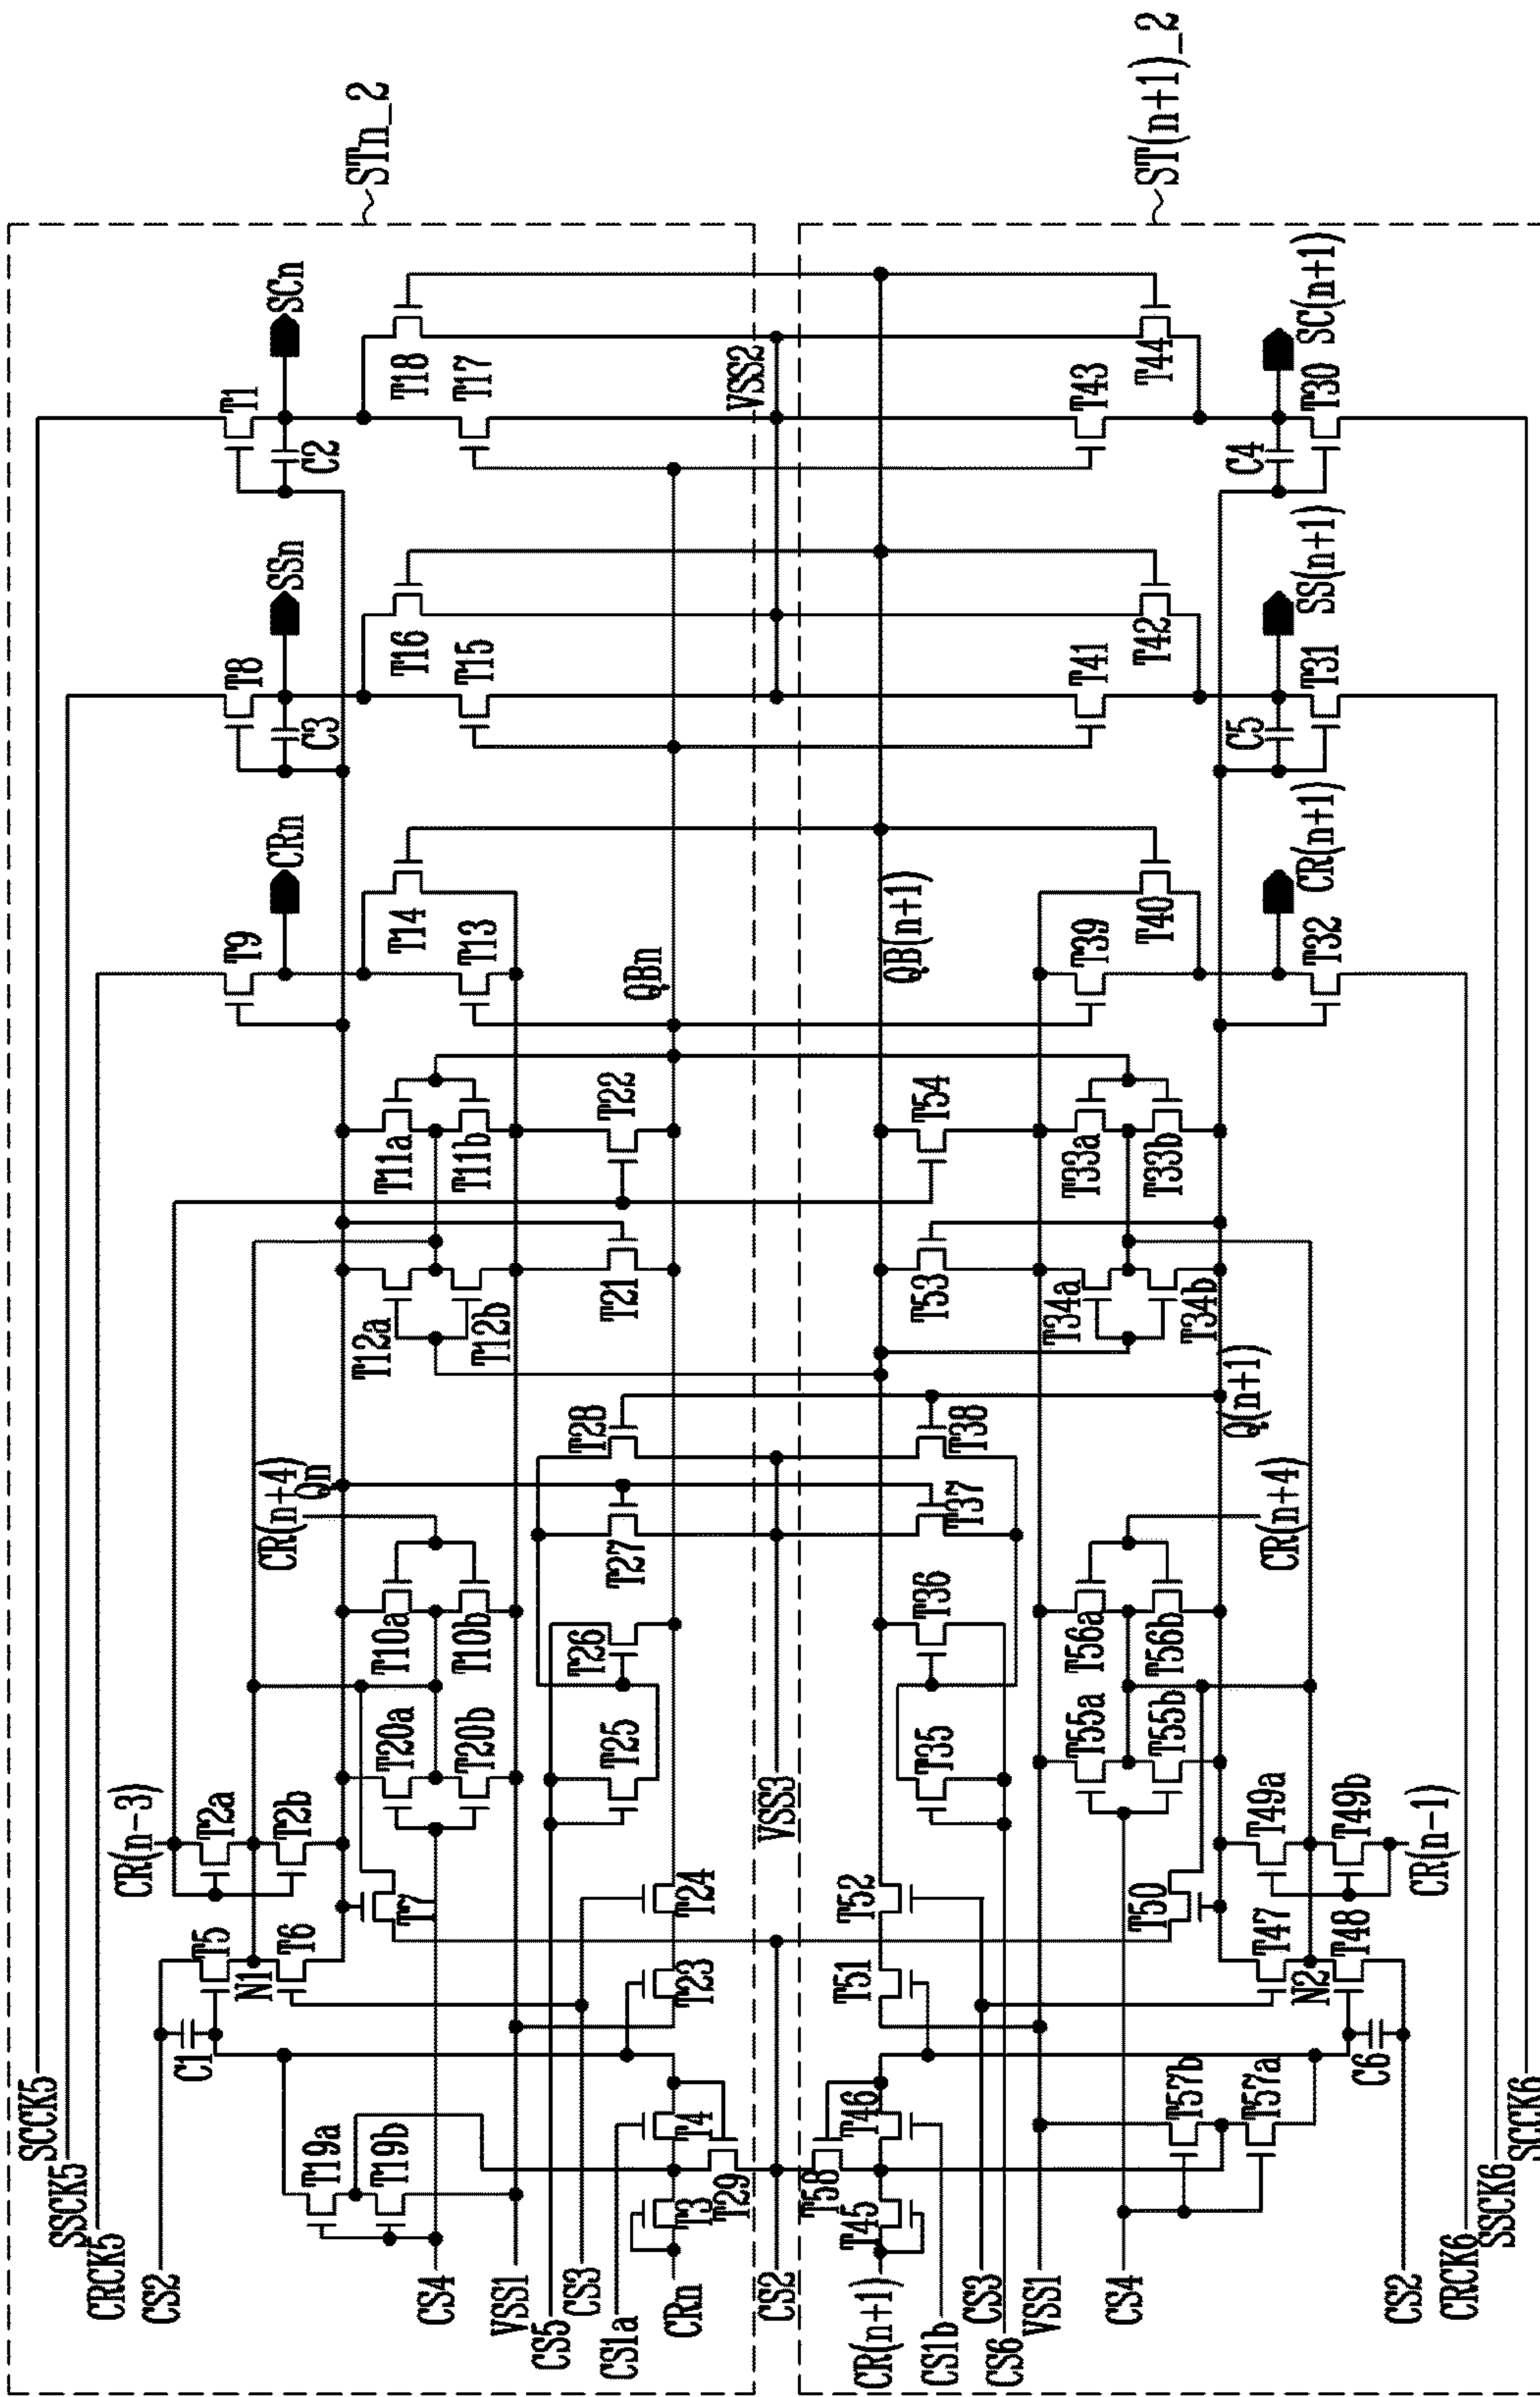 STn_2
ST(n+1)_2
SCn
SC(n+1)
T1
T18
T17
VSS2
T43
T44
T30
C2
C4
SSn
SS(n+1)
T8
T16
T15
T41
T42
T31
C3
C5
CRn
CR(n+1)
T9
T14
T13
QBn
QB(n+1)
T39
T40
T32
T11a
T11b
T22
T54
T33a
T33b
T12a
T12b
T21
T53
T34a
T34b
CR(n+4)
Qn
T28
T38
Q(n+1)
T27
T37
CR(n+4)
T10a
T10b
T26
T36
T56a
T56b
T20a
T20b
T25
T35
T55a
T55b
CR(n-3)
T2a
T2b
VSS3
T49a
T49b
CR(n-1)
T7
T24
T52
T50
T5
N1
T6
T23
T51
T47
N2
T48
C1
C6
T19a
T19b
T4
T46
T57b
T57a
T3
T29
T58
T45
SCCK5
SSCK5
CRCK5
CS2
CS4
VSS1
CS5
CS3
CS1a
CRn
CS2
CR(n+1)
CS1b
CS3
CS6
VSS1
CS4
CS2
CRCK6
SSCK6
SCCK6